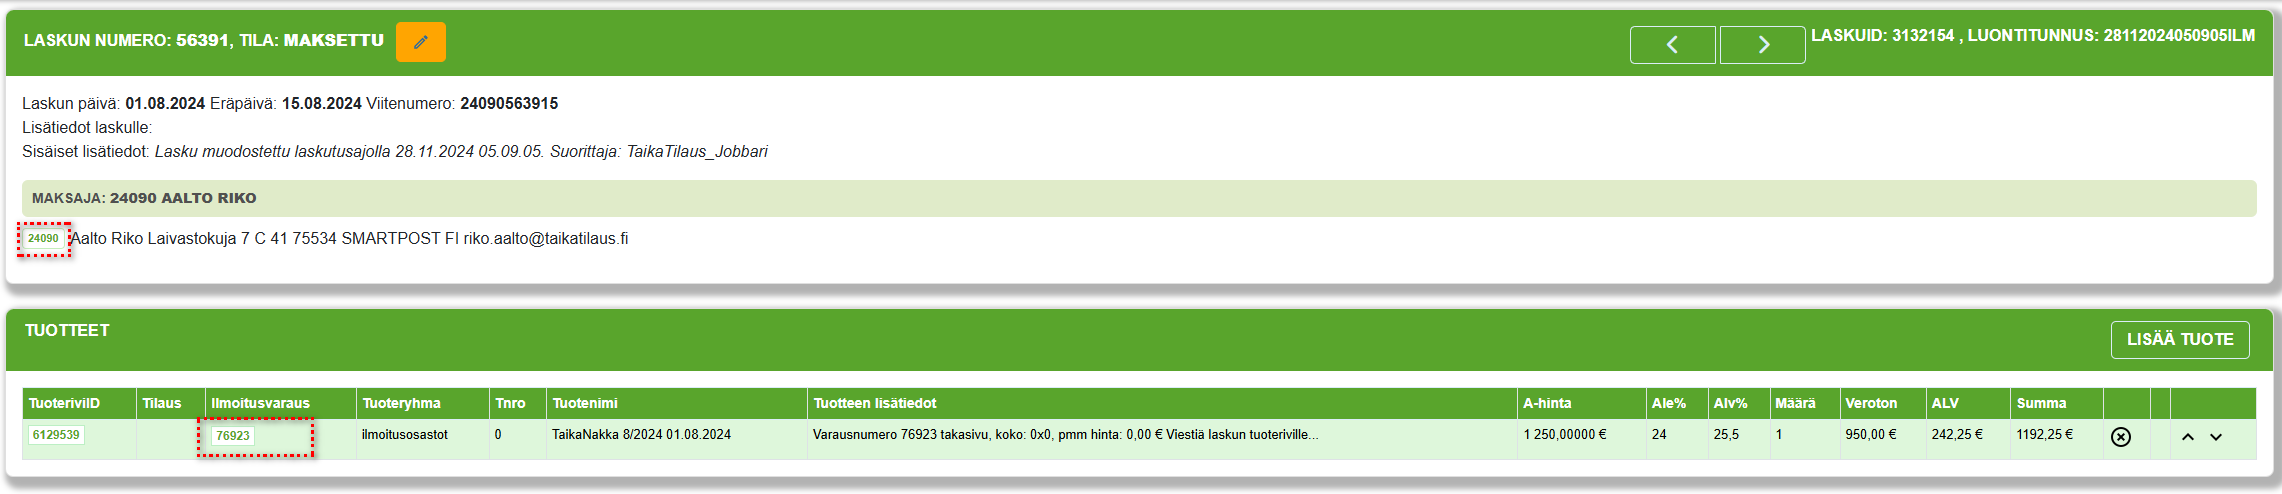 LASKUN NUMERO: 56391, TILA: MAKSETTU
LASKUID: 3132154 , LUONTITUNNUS: 28112024050905ILM
Laskun päivä: 01.08.2024 Eräpäivä: 15.08.2024 Viitenumero: 24090563915
Lisätiedot laskulle:
Sisäiset lisätiedot: Lasku muodostettu laskutusajolla 28.11.2024 05.09.05. Suorittaja: TaikaTilaus_Jobbari
MAKSAJA: 24090 AALTO RIKO
24090 Aalto Riko Laivastokuja 7 C 41 75534 SMARTPOST FI riko.aalto@taikatilaus.fi
TUOTTEET
LISÄÄ TUOTE
TuoteriviID Tilaus Ilmoitusvaraus Tuoteryhma Tnro Tuotenimi Tuotteen lisätiedot A-hinta Ale% Alv% Määrä Veroton ALV Summa
6129539 76923 ilmoitusosastot 0 TaikaNakka 8/2024 01.08.2024 Varausnumero 76923 takasivu, koko: 0x0, pmm hinta: 0,00 € Viestiä laskun tuoteriville... 1 250,00000 € 24 25,5 1 950,00 € 242,25 € 1192,25 €